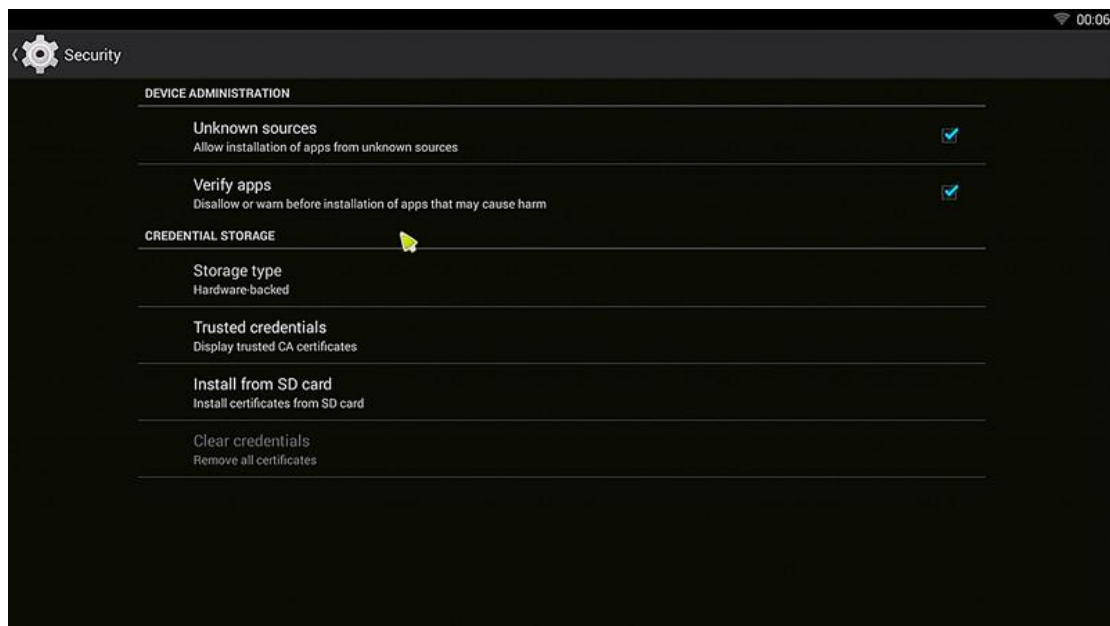 00:06
Security
DEVICE ADMINISTRATION
Unknown sources
Allow installation of apps from unknown sources
Verify apps
Disallow or warn before installation of apps that may cause harm
CREDENTIAL STORAGE
Storage type
Hardware-backed
Trusted credentials
Display trusted CA certificates
Install from SD card
Install certificates from SD card
Clear credentials
Remove all certificates